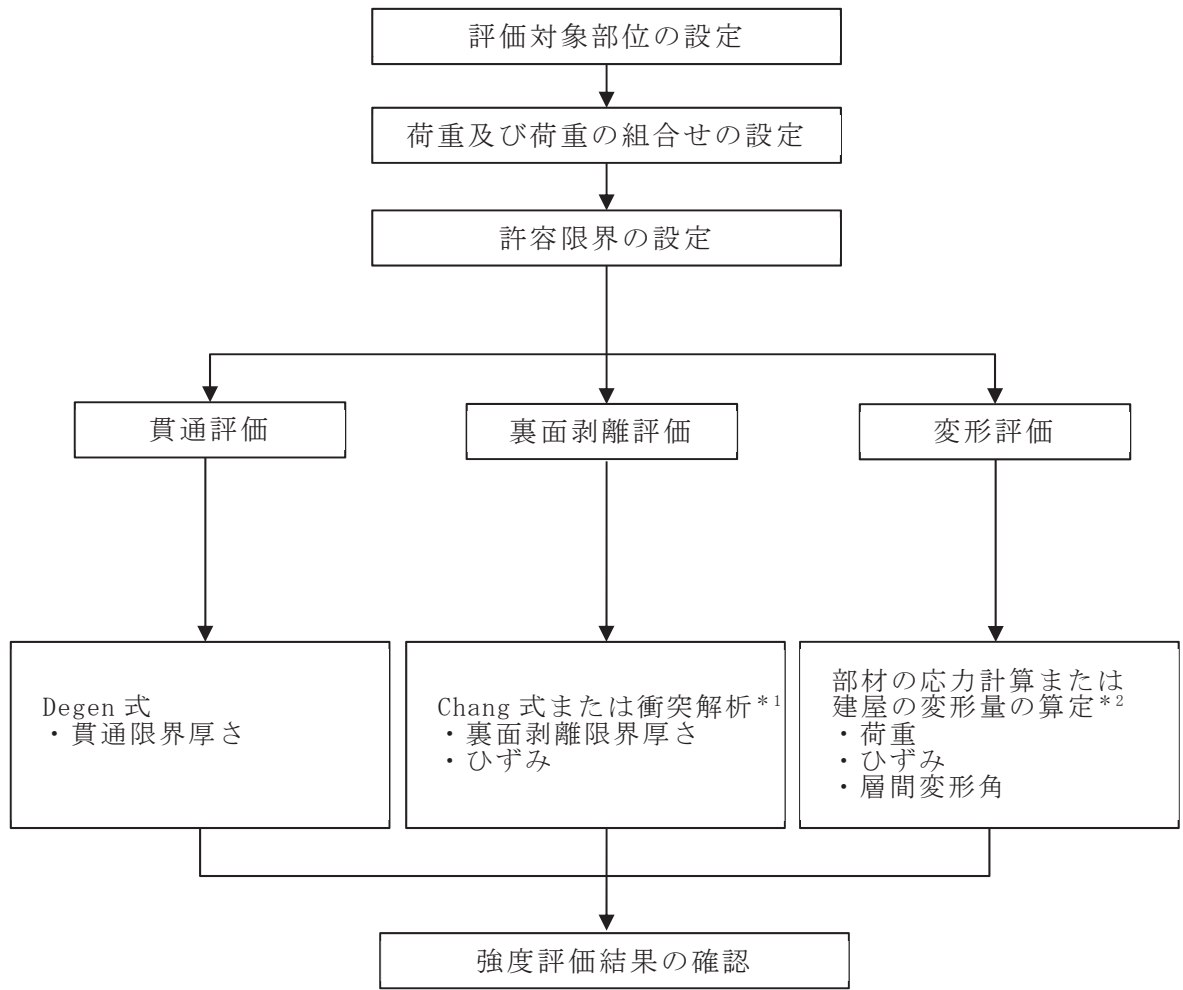 評価対象部位の設定
荷重及び荷重の組合せの設定
許容限界の設定
貫通評価
裏面剥離評価
変形評価
Degen 式
・貫通限界厚さ
Chang 式または衝突解析*1
・裏面剥離限界厚さ
・ひずみ
部材の応力計算または
建屋の変形量の算定*2
・荷重
・ひずみ
・層間変形角
強度評価結果の確認